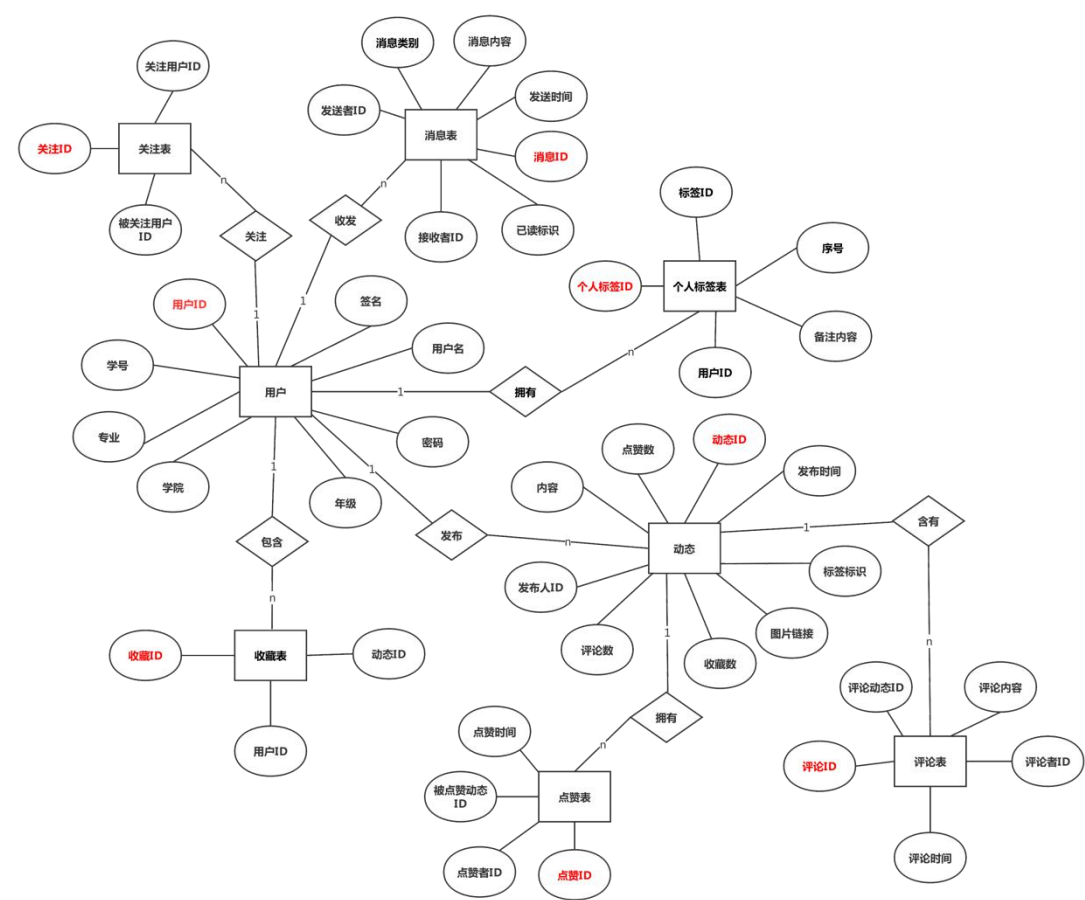 消息类别
消息内容
关注用户ID
发送者ID
发送时间
关注ID
关注表
消息表
消息ID
n
n
标签ID
被关注用户
ID
关注
收发
接收者ID
已读标识
序号
个人标签ID
个人标签表
用户ID
签名
1
1
备注内容
学号
用户名
n
用户ID
用户
1
拥有
专业
密码
动态ID
点赞数
1
1
发布时间
学院
年级
内容
包含
发布
n
动态
1
含有
发布人ID
标签标识
n
1
图片链接
评论数
收藏数
n
收藏ID
收藏表
动态ID
评论动态ID
评论内容
拥有
点赞时间
n
用户ID
评论ID
评论表
评论者ID
被点赞动态
ID
点赞表
点赞者ID
点赞ID
评论时间